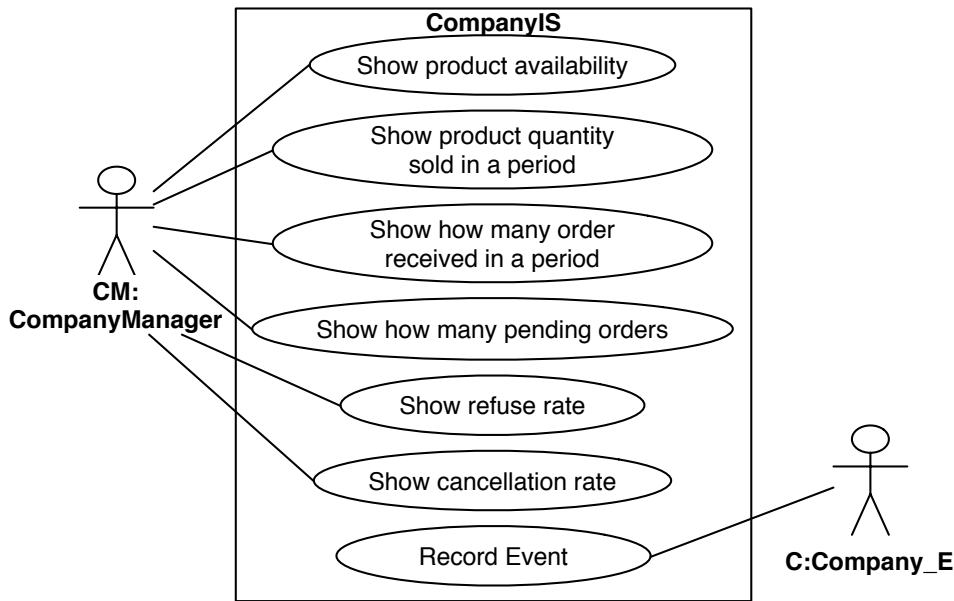 CompanyIS
Show product availability
Show product quantity
sold in a period
Show how many order
received in a period
CM:
CompanyManager
Show how many pending orders
Show refuse rate
Show cancellation rate
Record Event
C:Company_E